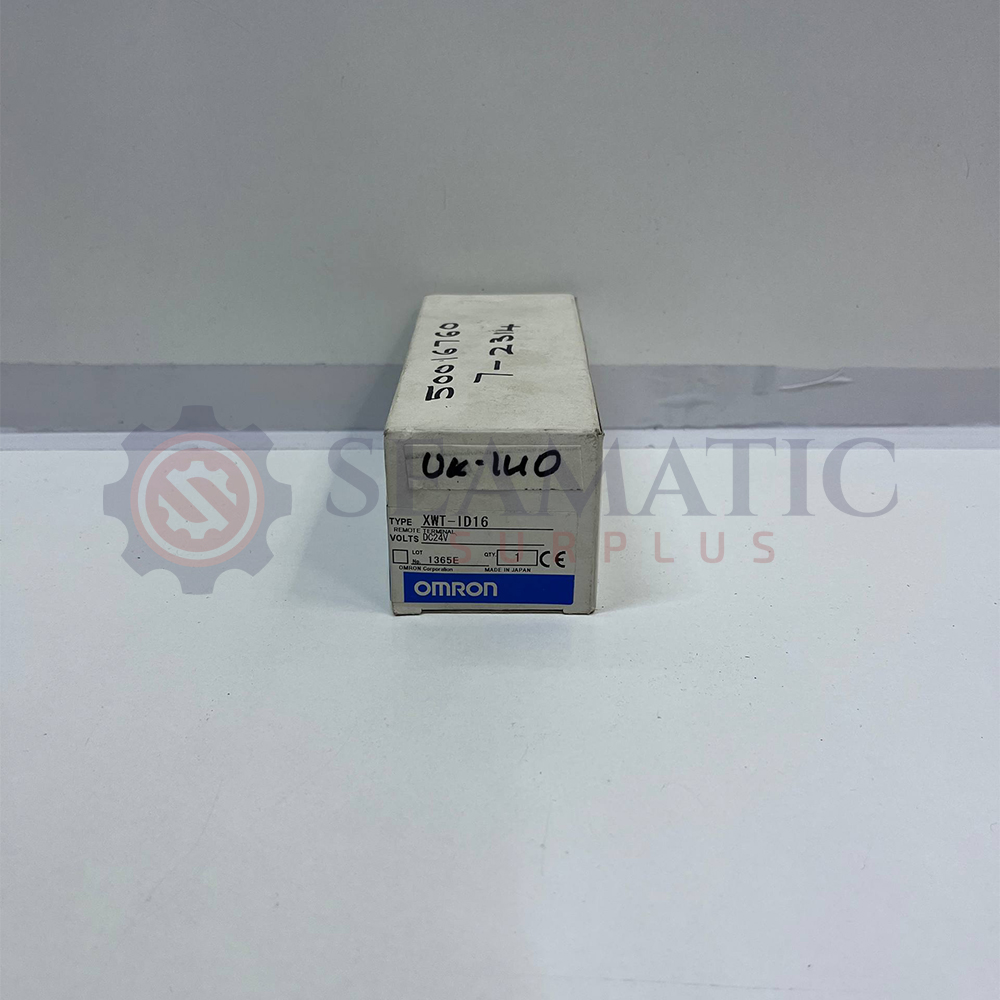 50016760
7-2314
UK-140
TYPE XWT-ID16
REMOTE TERMINAL
VOLTS DC24V
LOT No. 1365E QTY 1 CE
OMRON Corporation MADE IN JAPAN
OMRON
SEAMATIC
SURPLUS